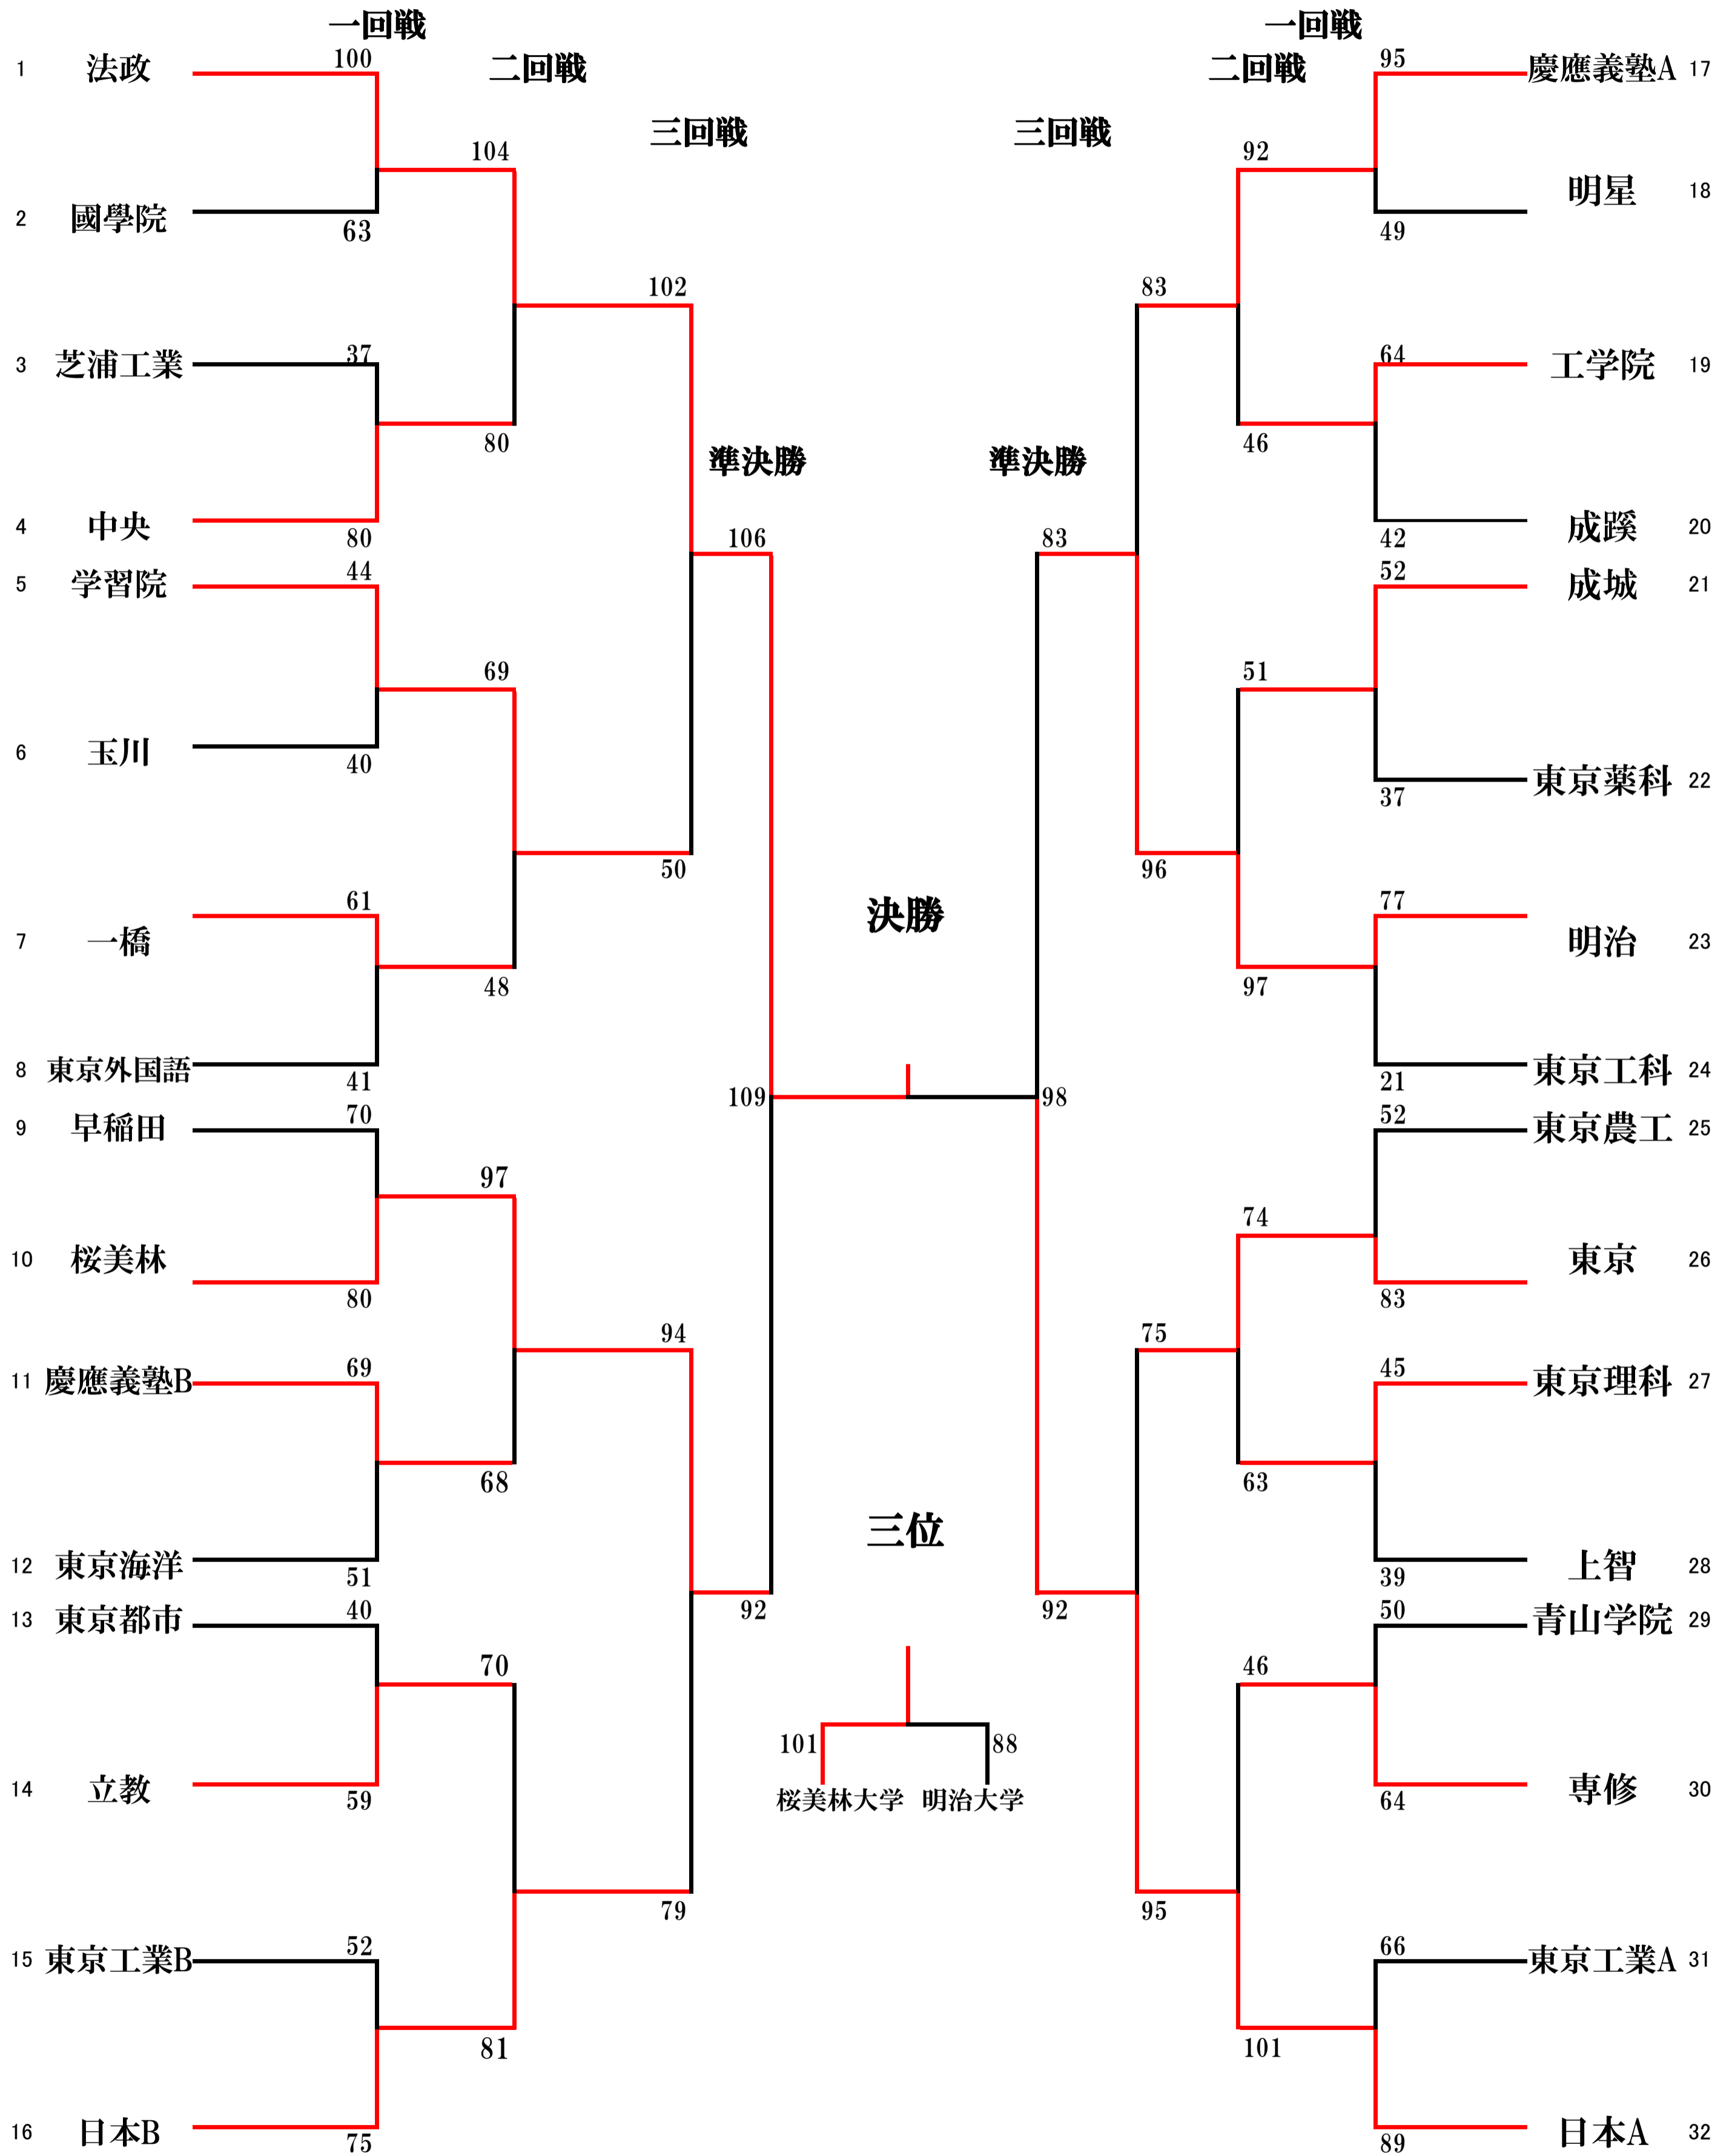 一回戦
二回戦
三回戦
準決勝
1 法政 100
104
2 國學院 63
102
3 芝浦工業 37
80
4 中央 80
106
5 学習院 44
69
6 玉川 40
50
7 一橋 61
48
8 東京外国語 41
109
9 早稲田 70
97
10 桜美林 80
94
11 慶應義塾B 69
68
12 東京海洋 51
92
13 東京都市 40
70
14 立教 59
79
15 東京工業B 52
81
16 日本B 75
決勝
三位
101 88
桜美林大学 明治大学
一回戦
二回戦
三回戦
準決勝
95 慶應義塾A 17
92
49 明星 18
83
64 工学院 19
46
42 成蹊 20
83
52 成城 21
51
37 東京薬科 22
96
77 明治 23
97
21 東京工科 24
98
52 東京農工 25
74
83 東京 26
75
45 東京理科 27
63
39 上智 28
92
50 青山学院 29
46
64 専修 30
95
66 東京工業A 31
101
89 日本A 32